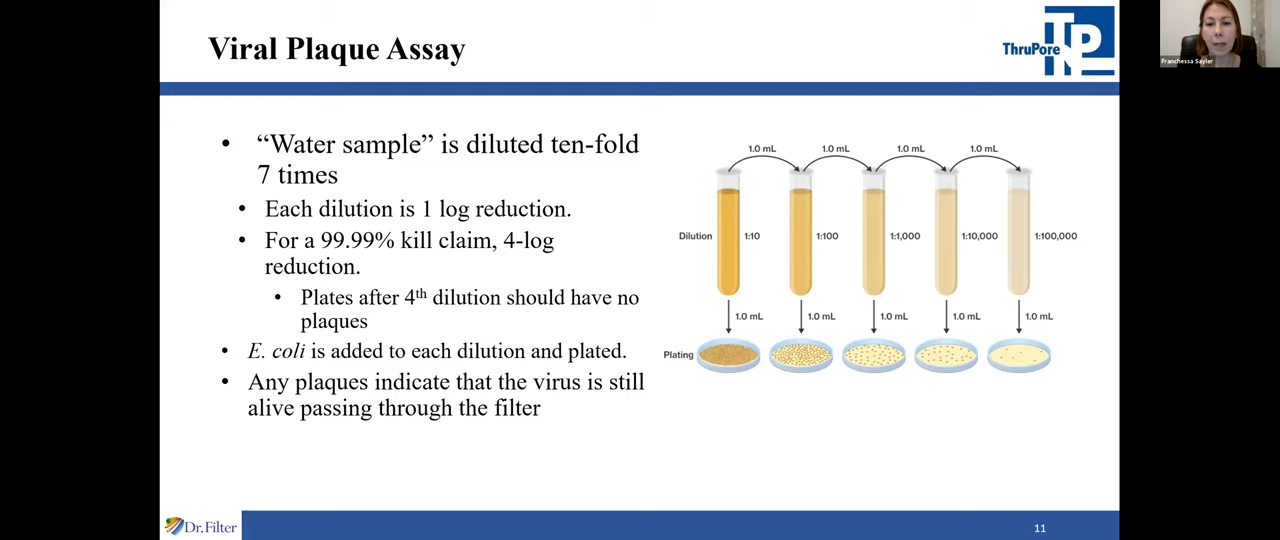 Viral Plaque Assay
ThruPore
TP
Franchessa Sayler
• “Water sample” is diluted ten-fold
7 times
• Each dilution is 1 log reduction.
• For a 99.99% kill claim, 4-log
reduction.
• Plates after 4th dilution should have no
plaques
• E. coli is added to each dilution and plated.
• Any plaques indicate that the virus is still
alive passing through the filter
1.0 mL 1.0 mL 1.0 mL 1.0 mL
Dilution 1:10 1:100 1:1,000 1:10,000 1:100,000
1.0 mL 1.0 mL 1.0 mL 1.0 mL 1.0 mL
Plating
Dr.Filter
11